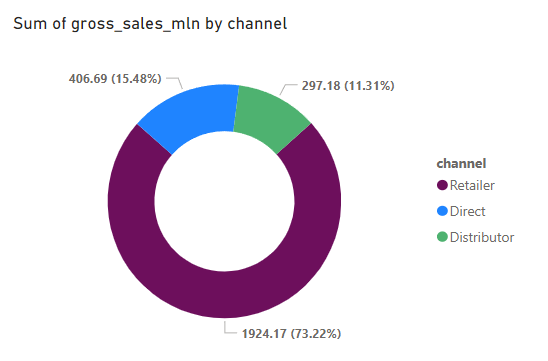 Sum of gross_sales_mln by channel
406.69 (15.48%)
297.18 (11.31%)
channel
Retailer
Direct
Distributor
1924.17 (73.22%)